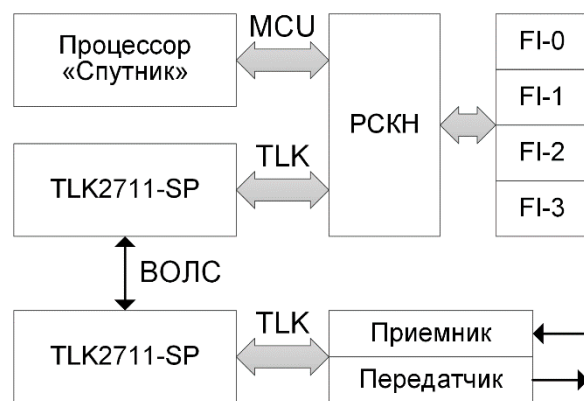 Процессор
«Спутник»
MCU
РСКН
FI-0
FI-1
FI-2
FI-3
TLK2711-SP
TLK
ВОЛС
TLK2711-SP
TLK
Приемник
Передатчик